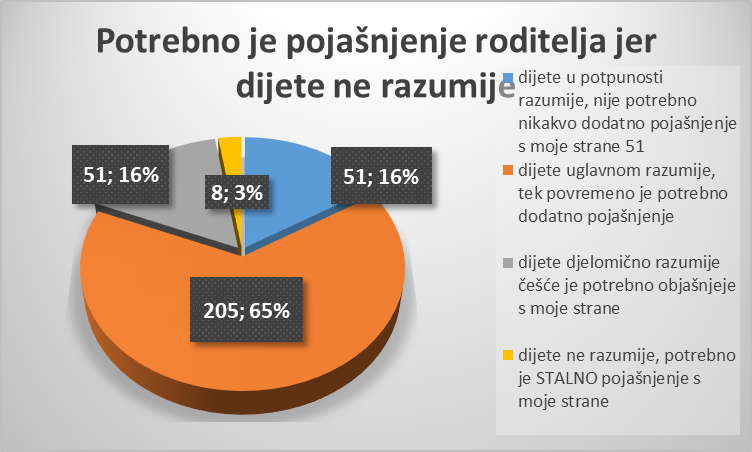 Potrebno je pojašnjenje roditelja jer
dijete ne razumije
51; 16%
8; 3%
51; 16%
205; 65%
dijete u potpunosti
razumije, nije potrebno
nikakvo dodatno pojašnjenje
s moje strane 51
dijete uglavnom razumije,
tek povremeno je potrebno
dodatno pojašnjenje
dijete djelomično razumije
češće je potrebno objašnjeje
s moje strane
dijete ne razumije, potrebno
je STALNO pojašnjenje s
moje strane